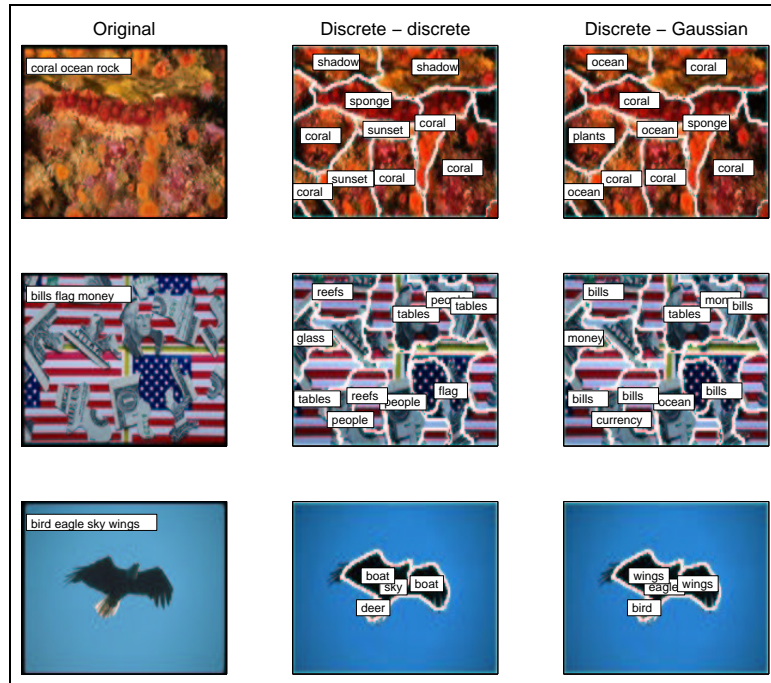 Original
Discrete – discrete
Discrete – Gaussian
coral ocean rock
shadow
shadow
sponge
coral
sunset
coral
coral
sunset
coral
coral
ocean
coral
coral
sponge
plants
ocean
coral
coral
coral
ocean
bills flag money
reefs
people
tables
tables
glass
flag
tables
reefs
people
people
bills
bills
tables
money
bills
bills
bills
ocean
currency
bird eagle sky wings
boat
sky
boat
deer
wings
eagle
wings
bird